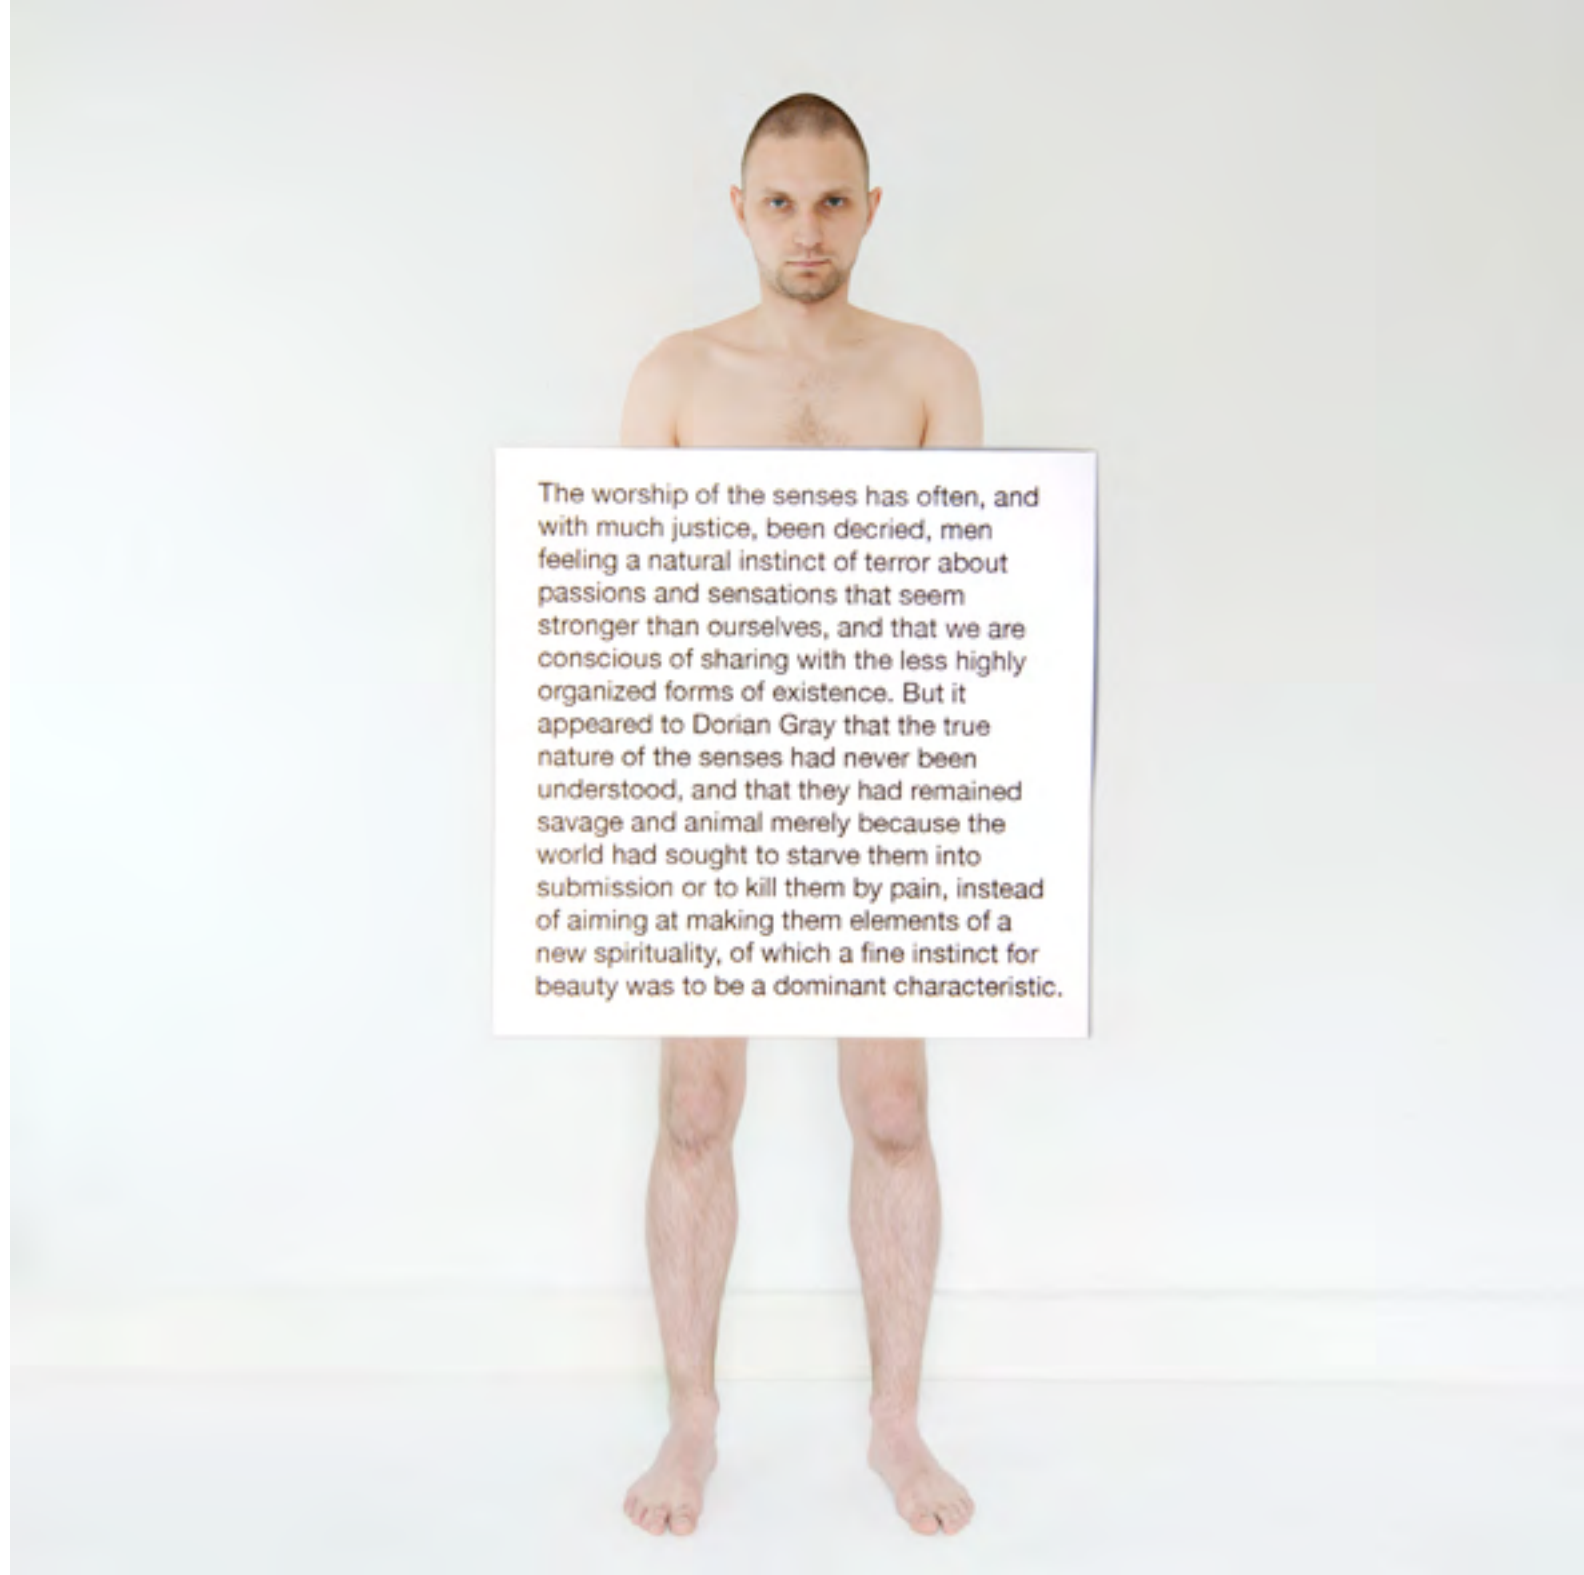 The worship of the senses has often, and
with much justice, been decried, men
feeling a natural instinct of terror about
passions and sensations that seem
stronger than ourselves, and that we are
conscious of sharing with the less highly
organized forms of existence. But it
appeared to Dorian Gray that the true
nature of the senses had never been
understood, and that they had remained
savage and animal merely because the
world had sought to starve them into
submission or to kill them by pain, instead
of aiming at making them elements of a
new spirituality, of which a fine instinct for
beauty was to be a dominant characteristic.